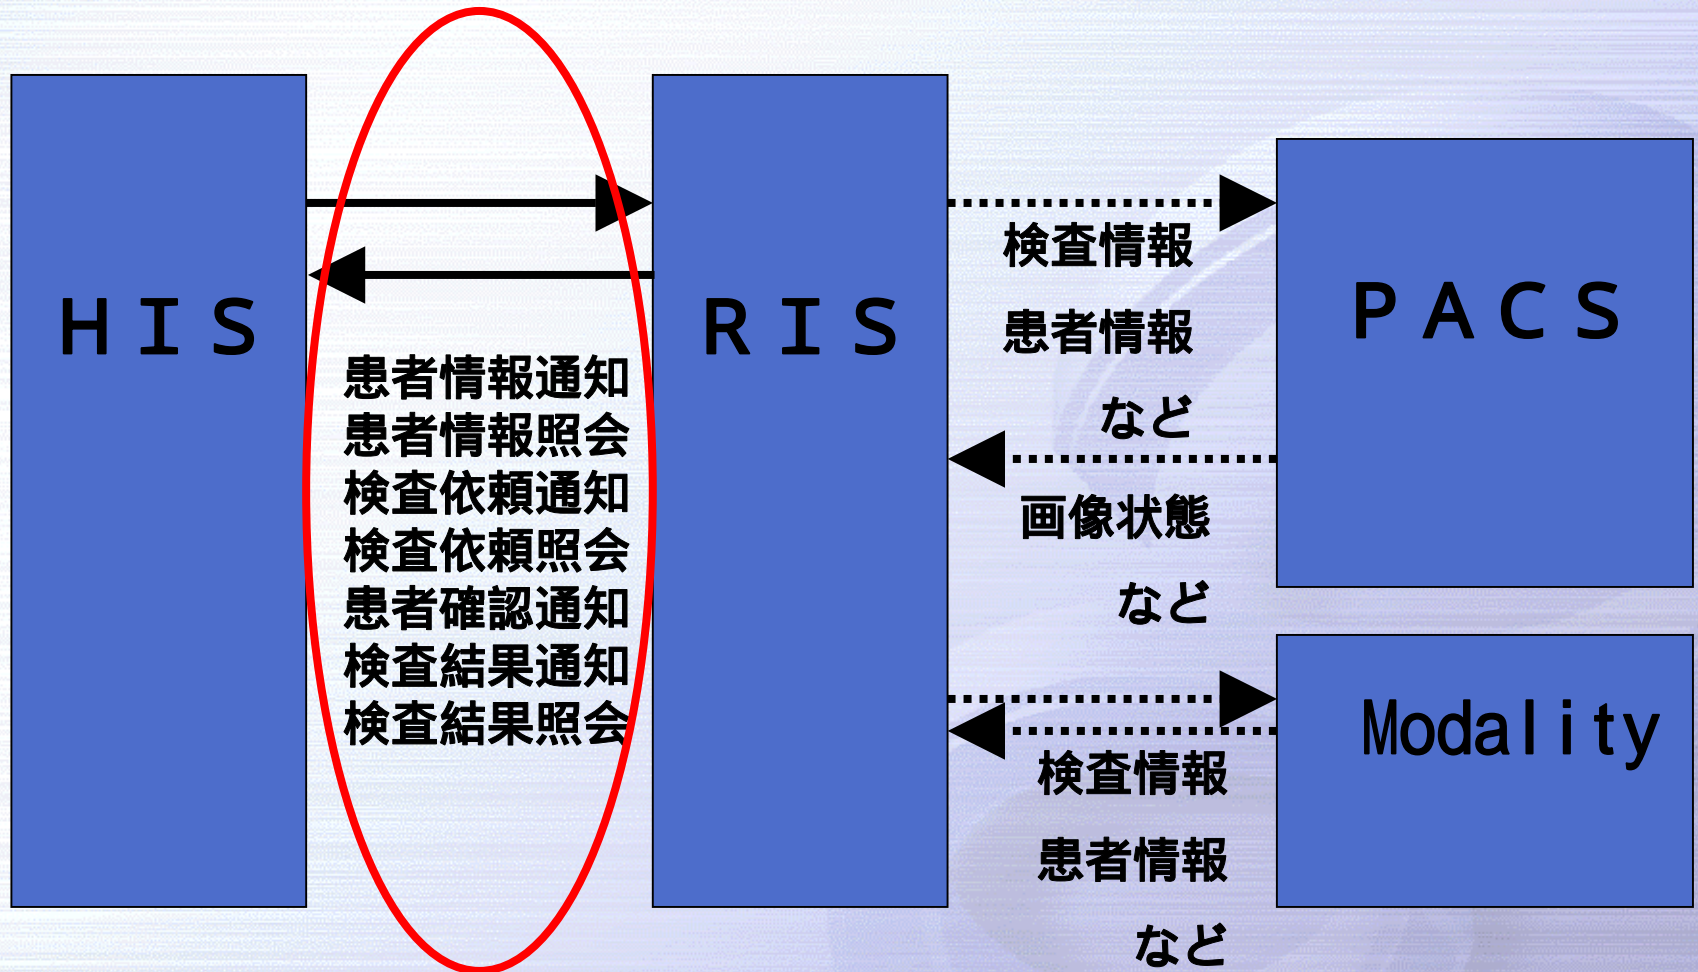 ＨＩＳ
患者情報通知
患者情報照会
検査依頼通知
検査依頼照会
患者確認通知
検査結果通知
検査結果照会
ＲＩＳ
検査情報
患者情報
など
画像状態
など
検査情報
患者情報
など
ＰＡＣＳ
Modality